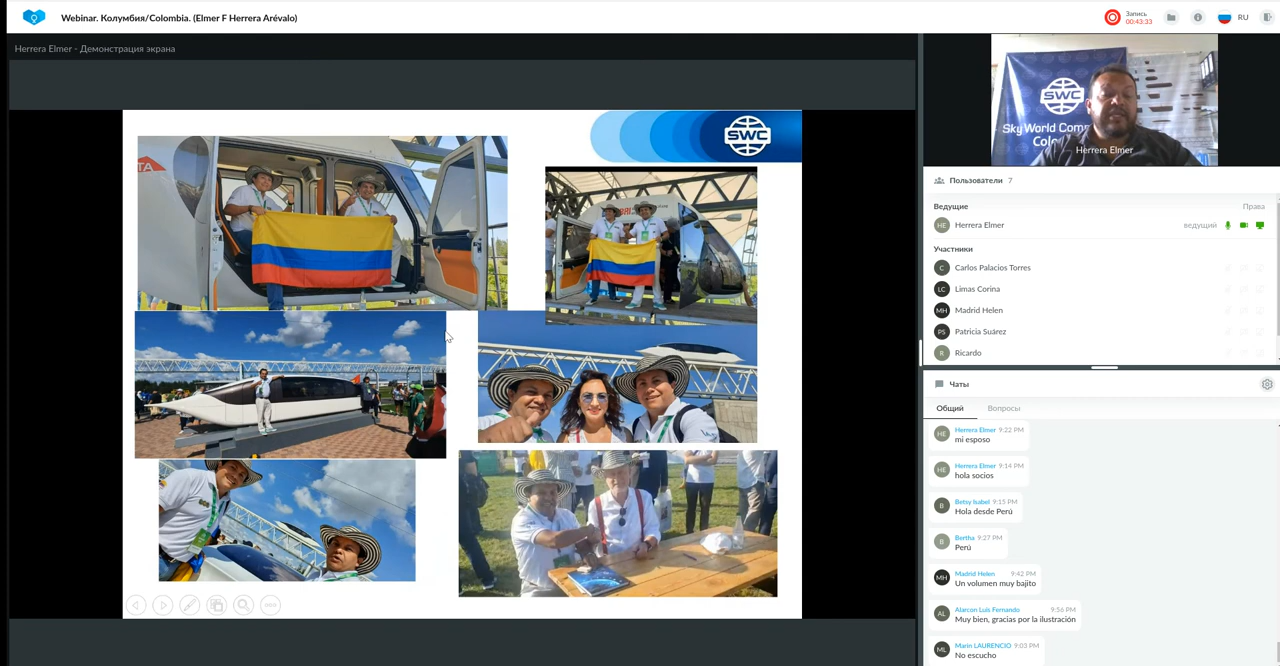 Webinar. Колумбия/Colombia. (Elmer F Herrera Arévalo)
Запись
00:43:33
RU
Herrera Elmer - Демонстрация экрана
SWC
SWC
Sky World Com
Col
Herrera Elmer
Пользователи 7
Ведущие Права
HE Herrera Elmer ведущий
Участники
C Carlos Palacios Torres
LC Limas Corina
MH Madrid Helen
PS Patricia Suárez
R Ricardo
Чаты
Общий Вопросы
HE Herrera Elmer 9:22 PM
mi esposo
HE Herrera Elmer 9:14 PM
hola socios
B Betsy Isabel 9:15 PM
Hola desde Perú
B Bertha 9:27 PM
Perú
MH Madrid Helen 9:42 PM
Un volumen muy bajito
AL Alarcon Luis Fernando 9:56 PM
Muy bien, gracias por la ilustración
ML Marin LAURENCIO 9:03 PM
No escucho